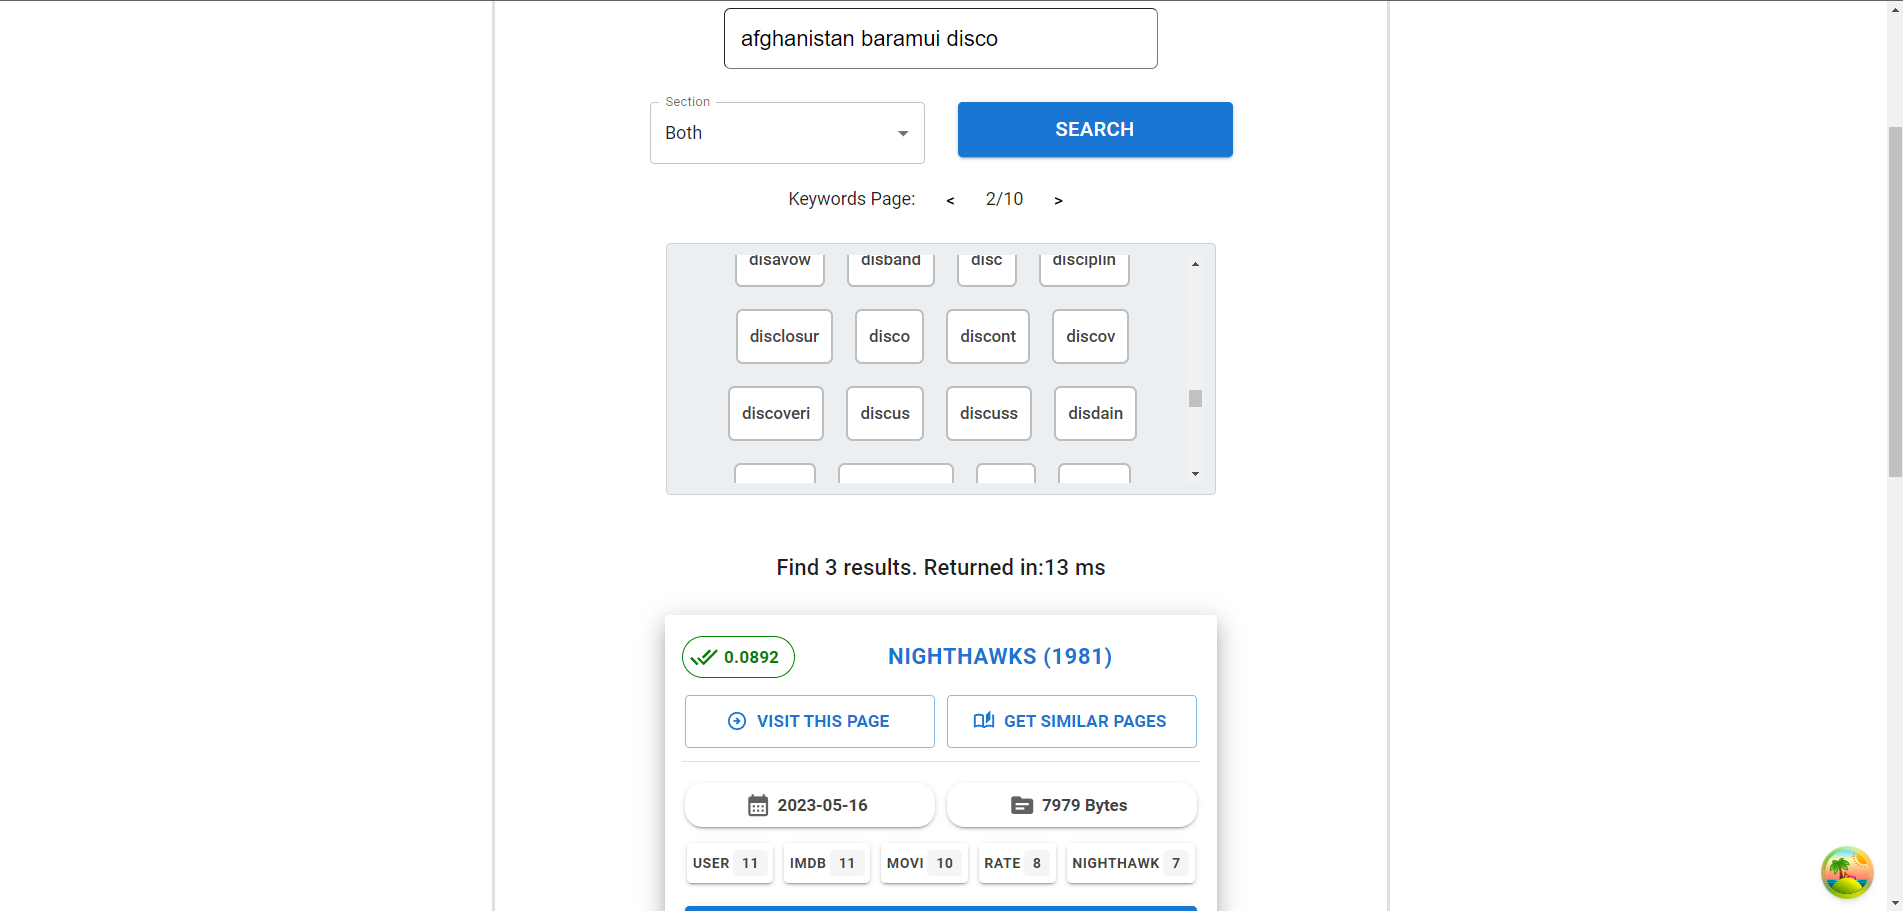 afghanistan baramui disco
Section
Both
SEARCH
Keywords Page: < 2/10 >
disavow disband disc disciplin
disclosur disco discont discov
discoveri discus discuss disdain
Find 3 results. Returned in:13 ms
0.0892 NIGHTHAWKS (1981)
VISIT THIS PAGE GET SIMILAR PAGES
2023-05-16 7979 Bytes
USER 11 IMDB 11 MOVI 10 RATE 8 NIGHTHAWK 7